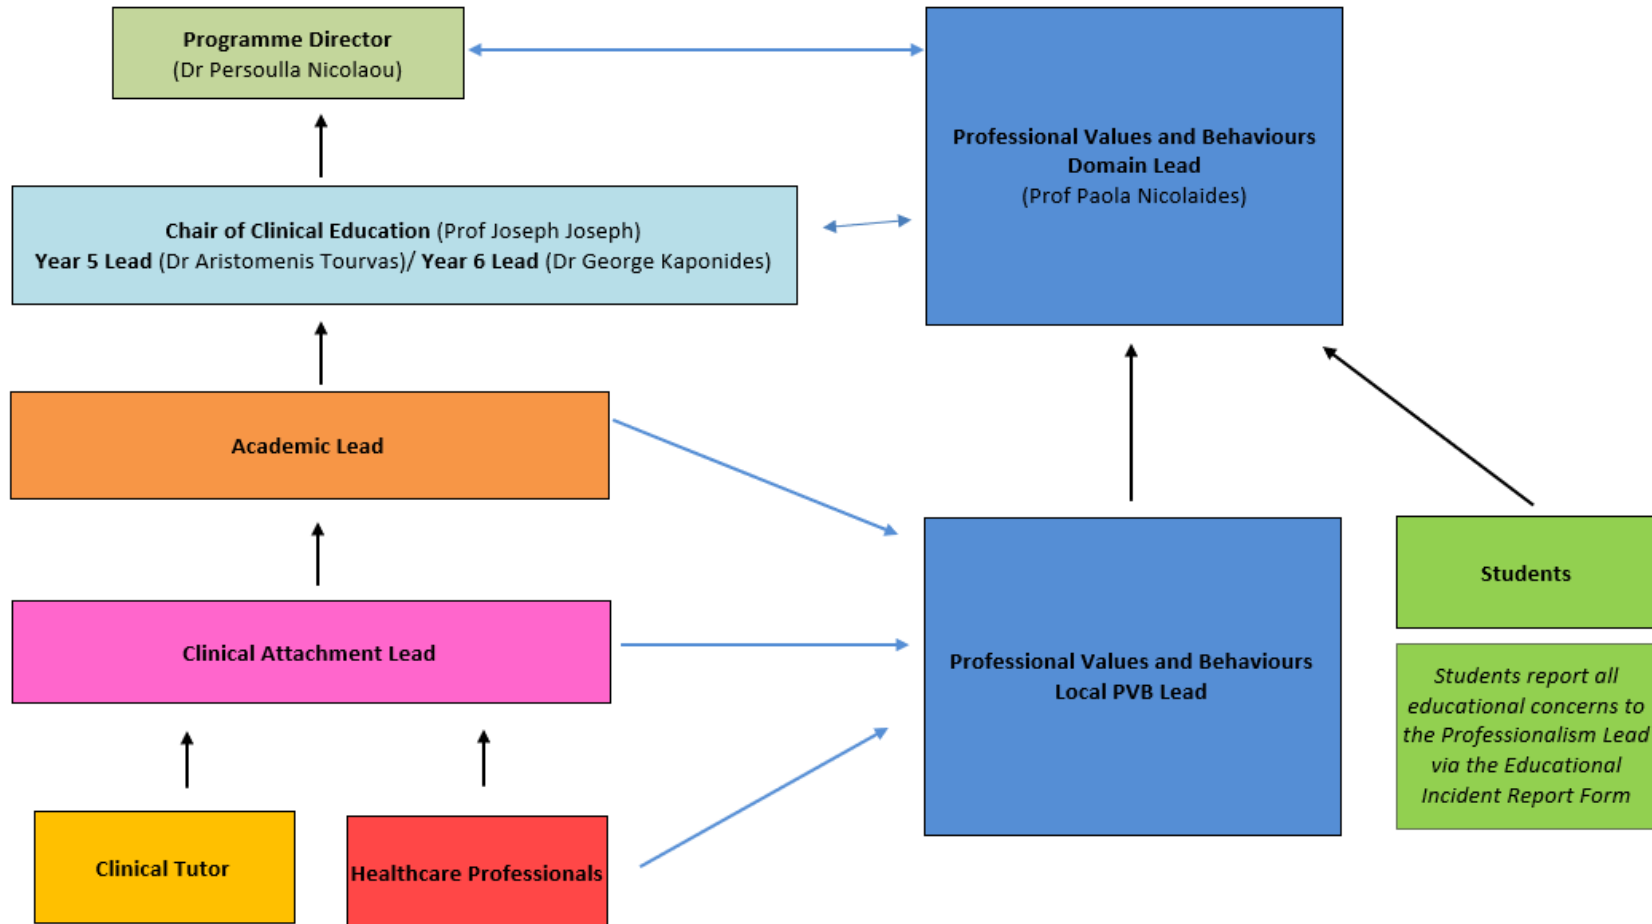 Programme Director
(Dr Persoulla Nicolaou)
Professional Values and Behaviours
Domain Lead
(Prof Paola Nicolaides)
Chair of Clinical Education (Prof Joseph Joseph)
Year 5 Lead (Dr Aristomenis Tourvas)/ Year 6 Lead (Dr George Kaponides)
Academic Lead
Clinical Attachment Lead
Professional Values and Behaviours
Local PVB Lead
Students
Students report all
educational concerns to
the Professionalism Lead
via the Educational
Incident Report Form
Clinical Tutor
Healthcare Professionals